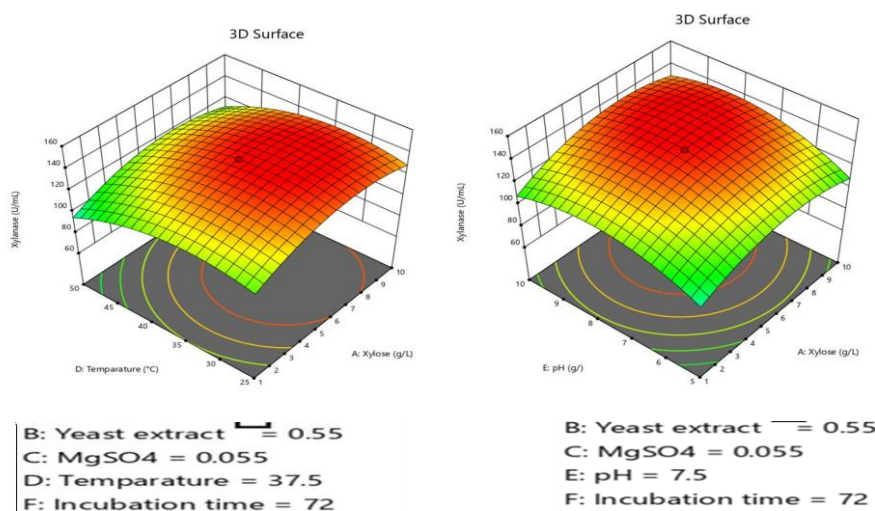 3D Surface
160
140
120
100
80
60
Xylanase (U/mL)
50
45
40
35
30
25
D: Temparature (°C)
1
2
3
4
5
6
7
8
9
10
A: Xylose (g/L)
3D Surface
160
140
120
100
80
60
Xylanase (U/mL)
10
9
8
7
6
5
E: pH (g/)
1
2
3
4
5
6
7
8
9
10
A: Xylose (g/L)
B: Yeast extract = 0.55
C: MgSO4 = 0.055
D: Temparature = 37.5
F: Incubation time = 72
B: Yeast extract = 0.55
C: MgSO4 = 0.055
E: pH = 7.5
F: Incubation time = 72